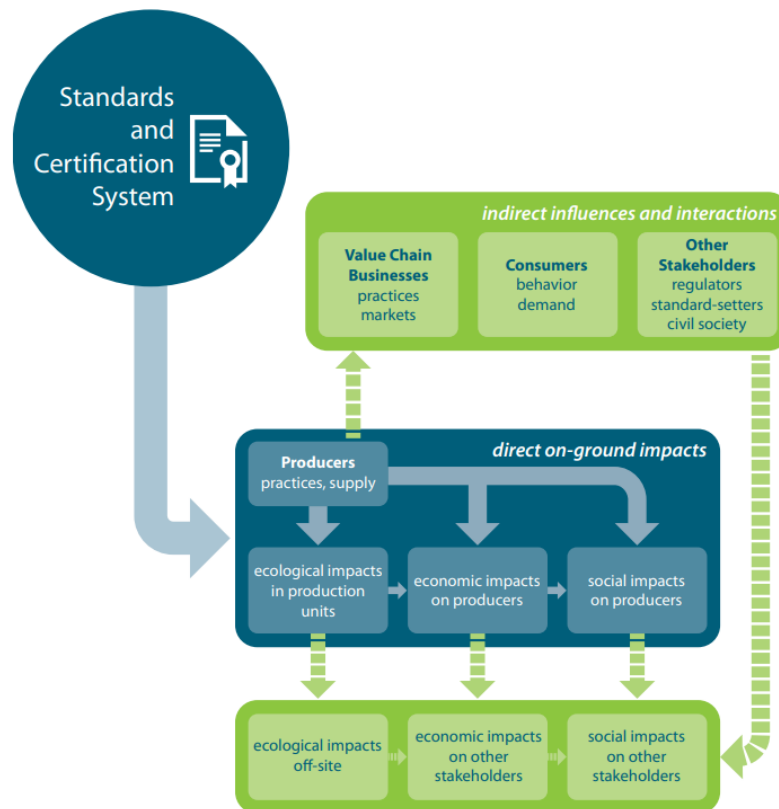 Standards
and
Certification
System
indirect influences and interactions
Value Chain
Businesses
practices
markets
Consumers
behavior
demand
Other
Stakeholders
regulators
standard-setters
civil society
direct on-ground impacts
Producers
practices, supply
ecological impacts
in production
units
economic impacts
on producers
social impacts
on producers
ecological impacts
off-site
economic impacts
on other
stakeholders
social impacts
on other
stakeholders